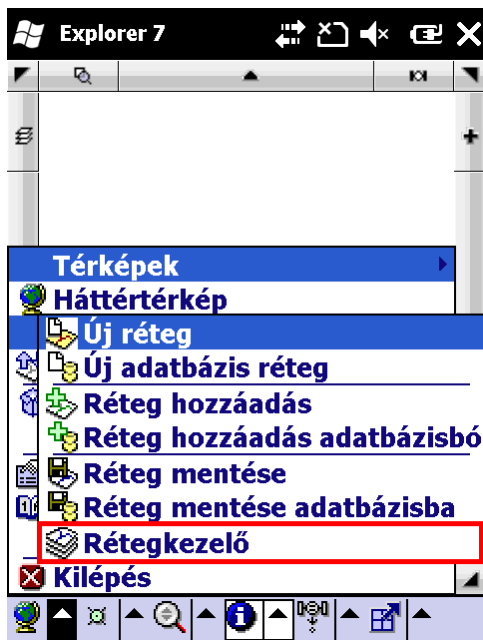 Explorer 7
Térképek
Háttértérkép
Új réteg
Új adatbázis réteg
Réteg hozzáadás
Réteg hozzáadás adatbázisbó
Réteg mentése
Réteg mentése adatbázisba
Rétegkezelő
Kilépés